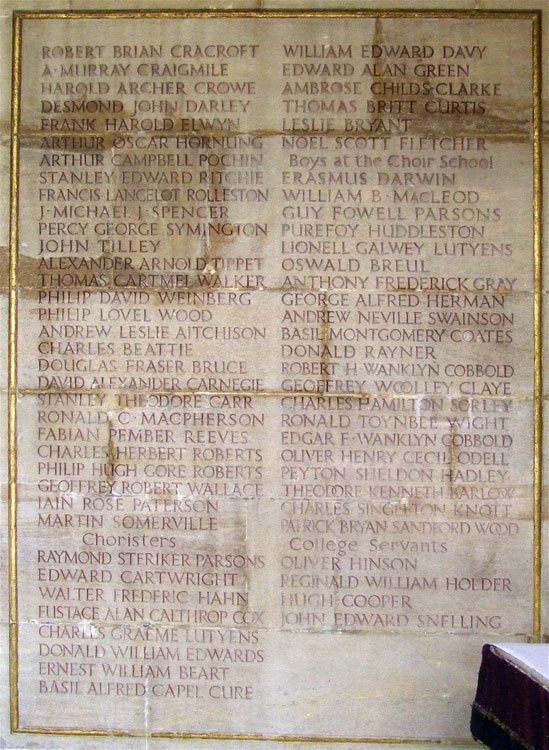 ROBERT BRIAN CRACROFT
A·MURRAY CRAIGMILE
HAROLD ARCHER CROWE
DESMOND JOHN DARLEY
FRANK HAROLD ELWYN
ARTHUR OSCAR HORNUNG
ARTHUR CAMPBELL POCHIN
STANLEY EDWARD RITCHIE
FRANCIS LANCELOT ROLLESTON
J·MICHAEL J·SPENCER
PERCY GEORGE SYMINGTON
JOHN TILLEY
ALEXANDER ARNOLD TIPPET
THOMAS CARTMEL WALKER
PHILIP DAVID WEINBERG
PHILIP LOVEL WOOD
ANDREW LESLIE AITCHISON
CHARLES BEATTIE
DOUGLAS FRASER BRUCE
DAVID ALEXANDER CARNEGIE
STANLEY THEODORE CARR
RONALD C·MACPHERSON
FABIAN PEMBER REEVES
CHARLES HERBERT ROBERTS
PHILIP HUGH GORE ROBERTS
GEOFFREY ROBERT WALLACE
IAIN ROSE PATERSON
MARTIN SOMERVILLE
Choristers
RAYMOND STERIKER PARSONS
EDWARD CARTWRIGHT
WALTER FREDERIC HAHN
EUSTACE ALAN CALTHROP COX
CHARLES GRAEME LUTYENS
DONALD WILLIAM EDWARDS
ERNEST WILLIAM BEART
BASIL ALFRED CAPEL CURE
WILLIAM EDWARD DAVY
EDWARD ALAN GREEN
AMBROSE CHILDS-CLARKE
THOMAS BRITT CURTIS
LESLIE BRYANT
NOEL SCOTT FLETCHER
Boys at the Choir School
ERASMUS DARWIN
WILLIAM B·MACLEOD
GUY FOWELL PARSONS
PUREFOY HUDDLESTON
LIONELL GALWEY LUTYENS
OSWALD BREUL
ANTHONY FREDERICK GRAY
GEORGE ALFRED HERMAN
ANDREW NEVILLE SWAINSON
BASIL MONTGOMERY COATES
DONALD RAYNER
ROBERT H·WANKLYN COBBOLD
GEOFFREY WOOLLEY CLAYE
CHARLES HAMILTON SORLEY
RONALD TOYNBEE WIGHT
EDGAR F·WANKLYN COBBOLD
OLIVER HENRY CECIL ODELL
PEYTON SHELDON HADLEY
THEODORE KENNETH BARLOW
CHARLES SINGLETON KNOTT
PATRICK BRYAN SANDFORD WOOD
College Servants
OLIVER HINSON
REGINALD WILLIAM HOLDER
HUGH COOPER
JOHN EDWARD SNELLING